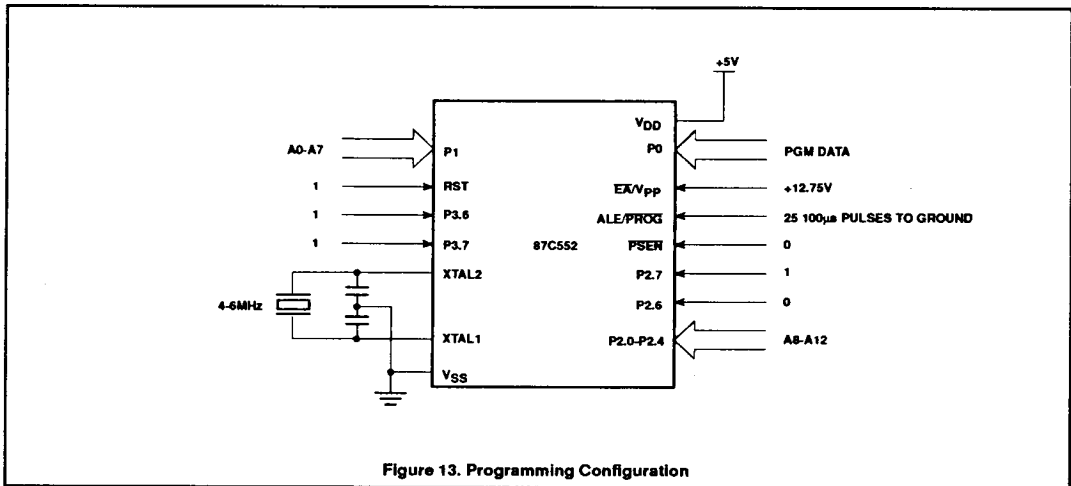 +5V
VDD
A0-A7
P1
P0
PGM DATA
1
RST
EA/VPP
+12.75V
1
P3.6
ALE/PROG
25 100µs PULSES TO GROUND
1
P3.7
87C552
PSEN
0
XTAL2
P2.7
1
4-6MHz
P2.6
0
XTAL1
P2.0-P2.4
A8-A12
VSS
Figure 13. Programming Configuration